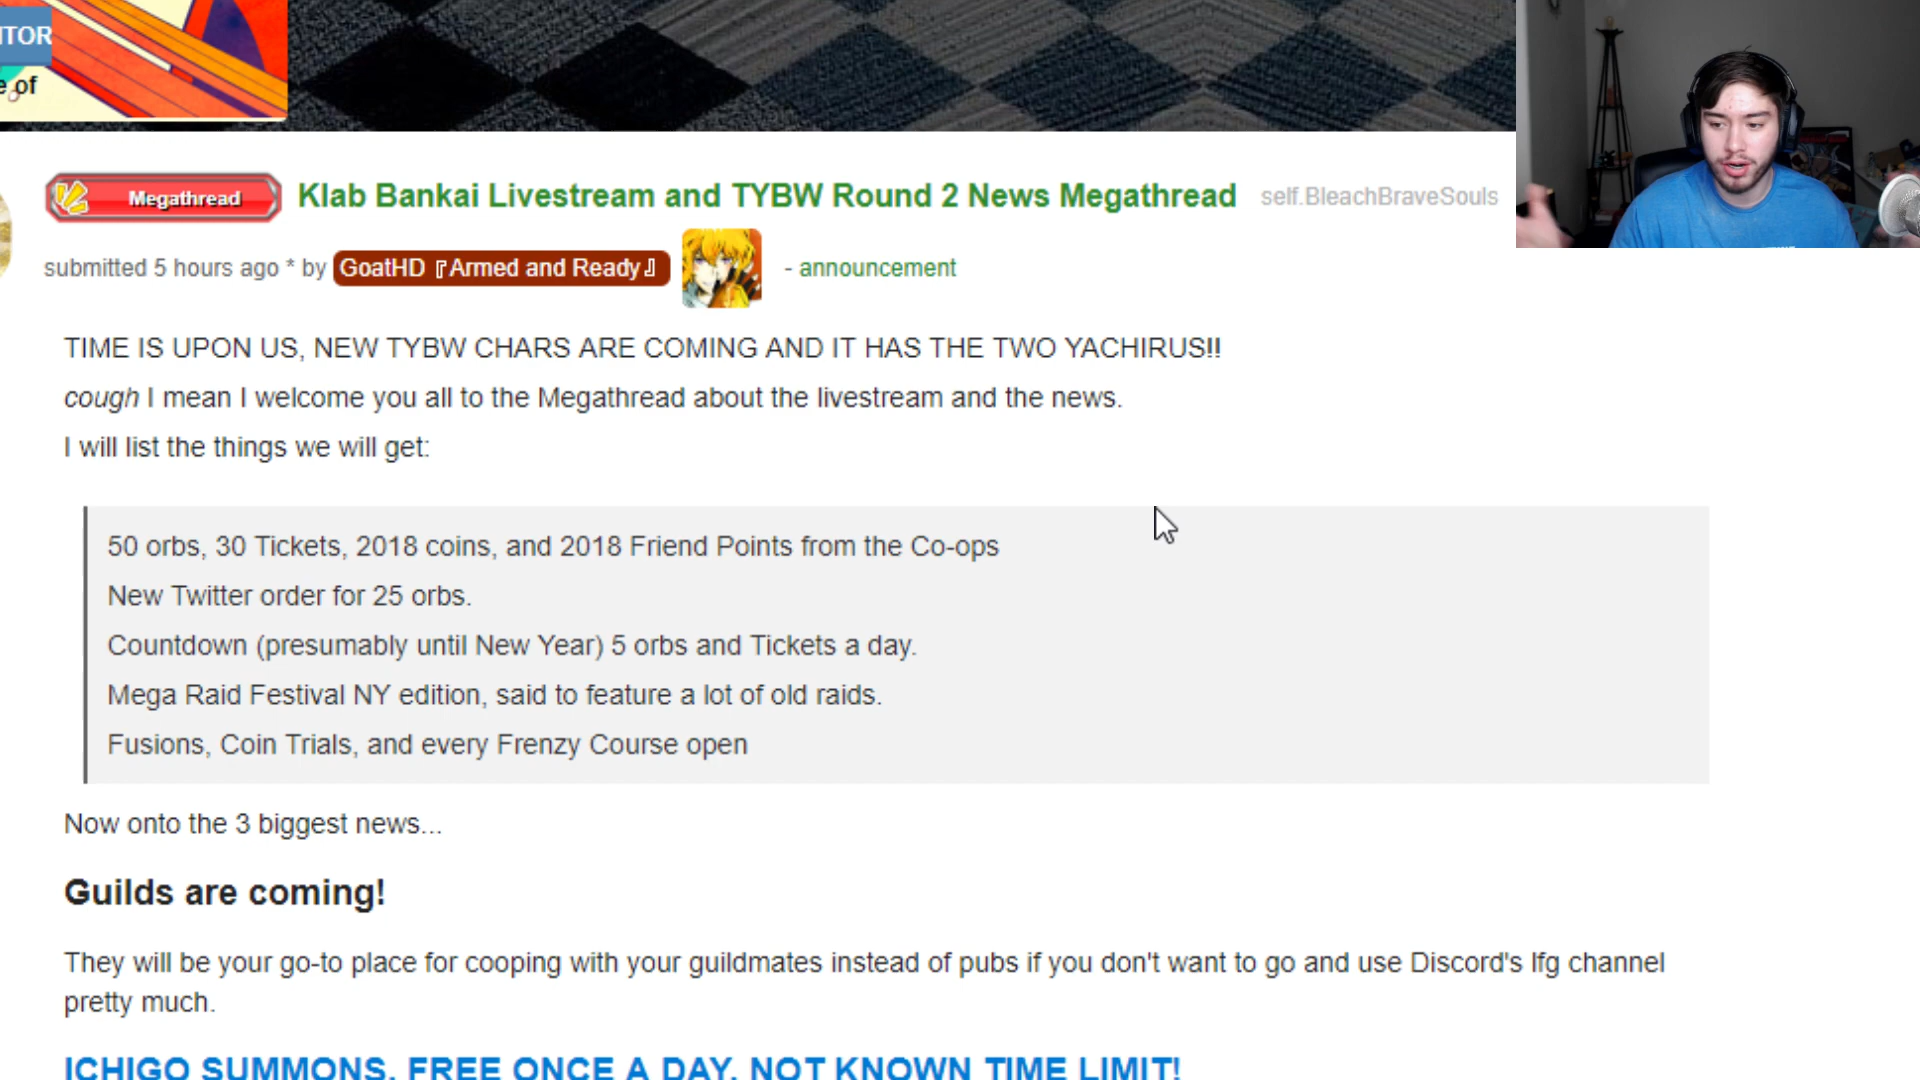 ITOR
e of
Megathread
Klab Bankai Livestream and TYBW Round 2 News Megathread self.BleachBraveSouls
submitted 5 hours ago * by GoatHD『Armed and Ready』 - announcement
TIME IS UPON US, NEW TYBW CHARS ARE COMING AND IT HAS THE TWO YACHIRUS!!
cough I mean I welcome you all to the Megathread about the livestream and the news.
I will list the things we will get:
50 orbs, 30 Tickets, 2018 coins, and 2018 Friend Points from the Co-ops
New Twitter order for 25 orbs.
Countdown (presumably until New Year) 5 orbs and Tickets a day.
Mega Raid Festival NY edition, said to feature a lot of old raids.
Fusions, Coin Trials, and every Frenzy Course open
Now onto the 3 biggest news...
Guilds are coming!
They will be your go-to place for cooping with your guildmates instead of pubs if you don't want to go and use Discord's lfg channel
pretty much.
ICHIGO SUMMONS. FREE ONCE A DAY. NOT KNOWN TIME LIMIT!